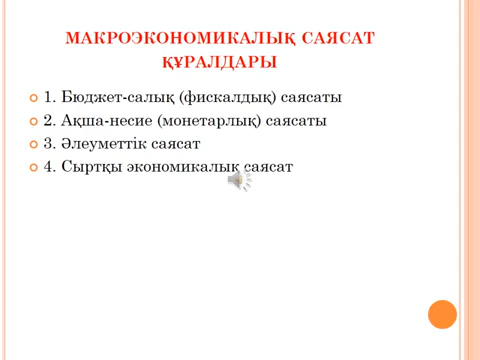 МАКРОЭКОНОМИКАЛЫҚ САЯСАТ
ҚҰРАЛДАРЫ
1. Бюджет-салық (фискалдық) саясаты
2. Ақша-несие (монетарлық) саясаты
3. Әлеуметтік саясат
4. Сыртқы экономикалық саясат